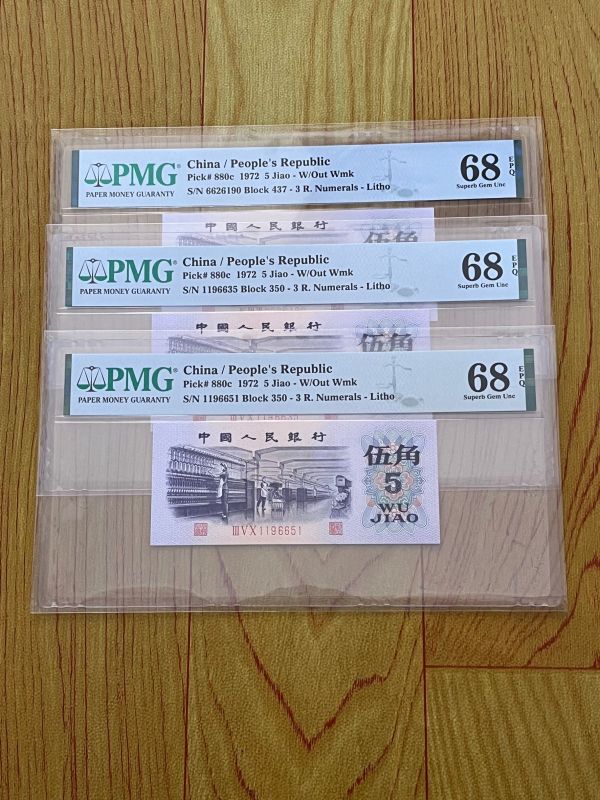 PMG
PAPER MONEY GUARANTY
China / People's Republic
Pick# 880c 1972 5 Jiao - W/Out Wmk
S/N 6626190 Block 437 - 3 R. Numerals - Litho
68 EPQ
Superb Gem Unc
中國人民銀行
伍角
PMG
PAPER MONEY GUARANTY
China / People's Republic
Pick# 880c 1972 5 Jiao - W/Out Wmk
S/N 1196635 Block 350 - 3 R. Numerals - Litho
68 EPQ
Superb Gem Unc
中國人民銀行
伍角
PMG
PAPER MONEY GUARANTY
China / People's Republic
Pick# 880c 1972 5 Jiao - W/Out Wmk
S/N 1196651 Block 350 - 3 R. Numerals - Litho
68 EPQ
Superb Gem Unc
中國人民銀行
伍角
5
WU
JIAO
ⅢⅤⅩ1196651